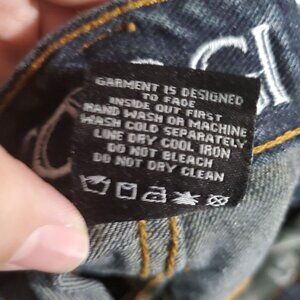 GARMENT IS DESIGNED
TO FADE
INSIDE OUT FIRST
HAND WASH OR MACHINE
WASH COLD SEPARATELY
LINE DRY COOL IRON
DO NOT BLEACH
DO NOT DRY CLEAN